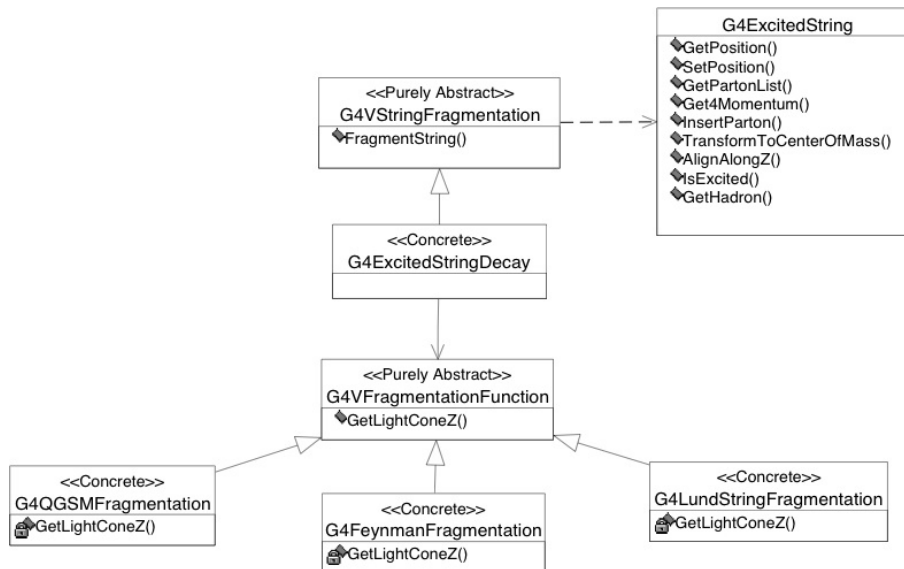 G4ExcitedString
GetPosition()
SetPosition()
GetPartonList()
Get4Momentum()
InsertParton()
TransformToCenterOfMass()
AlignAlongZ()
IsExcited()
GetHadron()
<<Purely Abstract>>
G4VStringFragmentation
FragmentString()
<<Concrete>>
G4ExcitedStringDecay
<<Purely Abstract>>
G4VFragmentationFunction
GetLightConeZ()
<<Concrete>>
G4QGSMFragmentation
GetLightConeZ()
<<Concrete>>
G4FeynmanFragmentation
GetLightConeZ()
<<Concrete>>
G4LundStringFragmentation
GetLightConeZ()